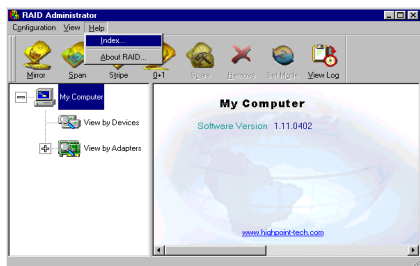 RAID Administrator
Configuration View Help
Index...
About RAID...
Mirror Span Stripe 0+1 Spare Remove Set Mode View Log
My Computer
View by Devices
View by Adapters
My Computer
Software Version 1.11.0402
www.highpoint-tech.com